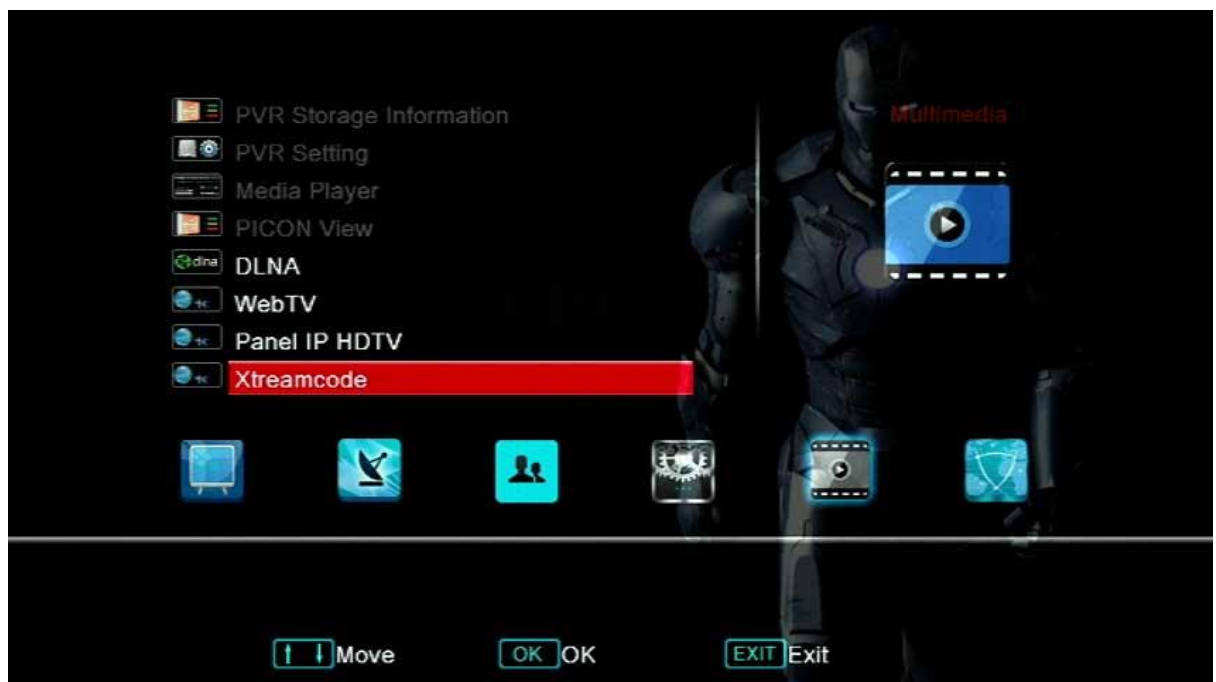 PVR Storage Information
Multimedia
PVR Setting
Media Player
PICON View
dlna DLNA
WebTV
Panel IP HDTV
Xtreamcode
Move
OK OK
EXIT Exit